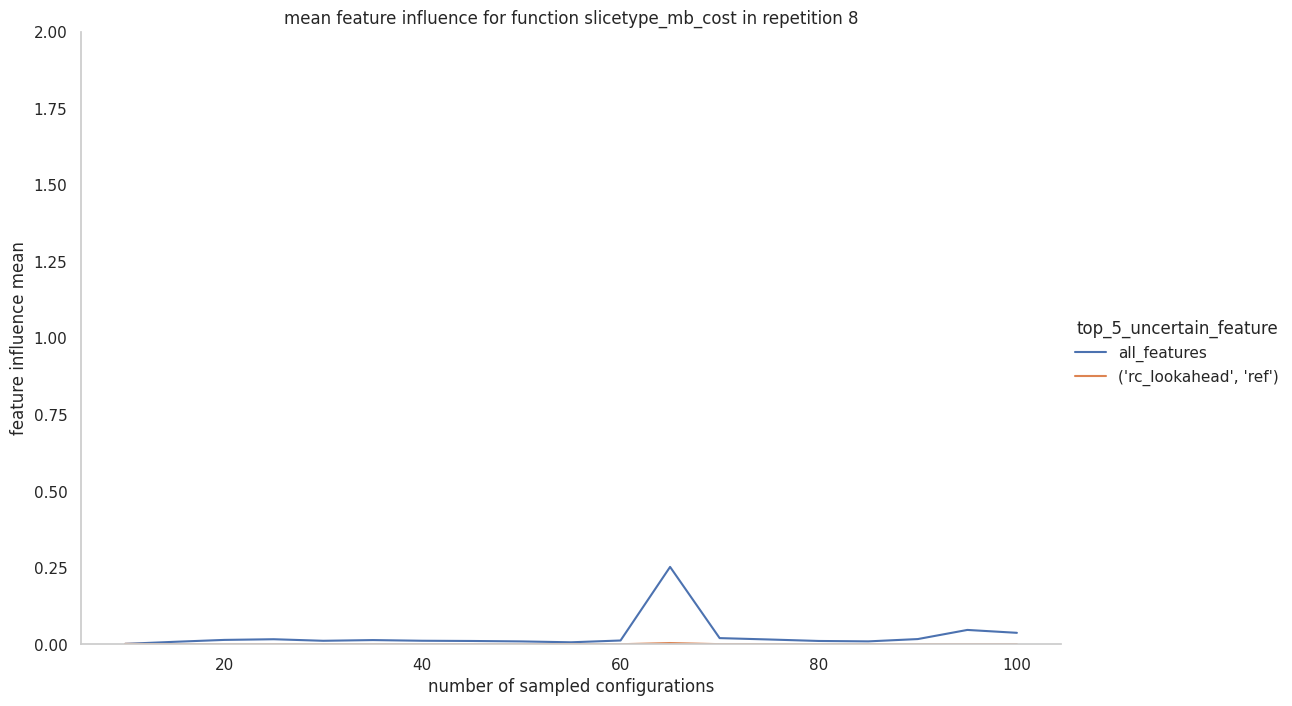 mean feature influence for function slicetype_mb_cost in repetition 8
2.00
1.75
1.50
1.25
1.00
0.75
0.50
0.25
0.00
feature influence mean
20 40 60 80 100
number of sampled configurations
top_5_uncertain_feature
all_features
('rc_lookahead', 'ref')